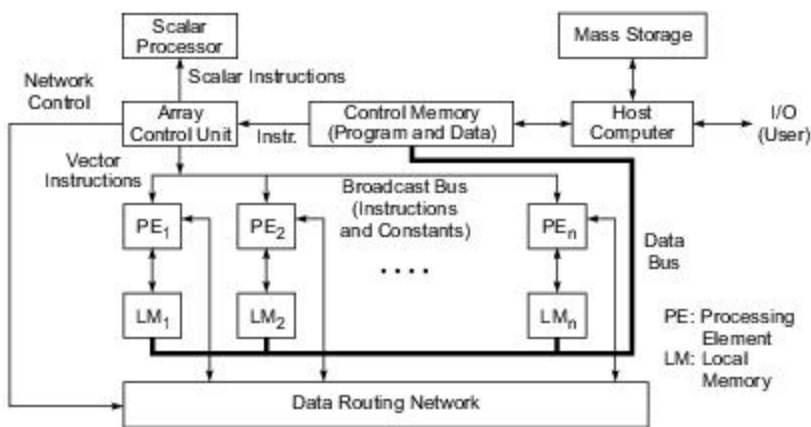 Scalar
Processor
Mass Storage
Scalar Instructions
Network
Control
Array
Control Unit
Instr.
Control Memory
(Program and Data)
Host
Computer
I/O
(User)
Vector
Instructions
Broadcast Bus
(Instructions
and Constants)
PE1
PE2
PEn
Data
Bus
. . . .
LM1
LM2
LMn
PE: Processing
Element
LM: Local
Memory
Data Routing Network